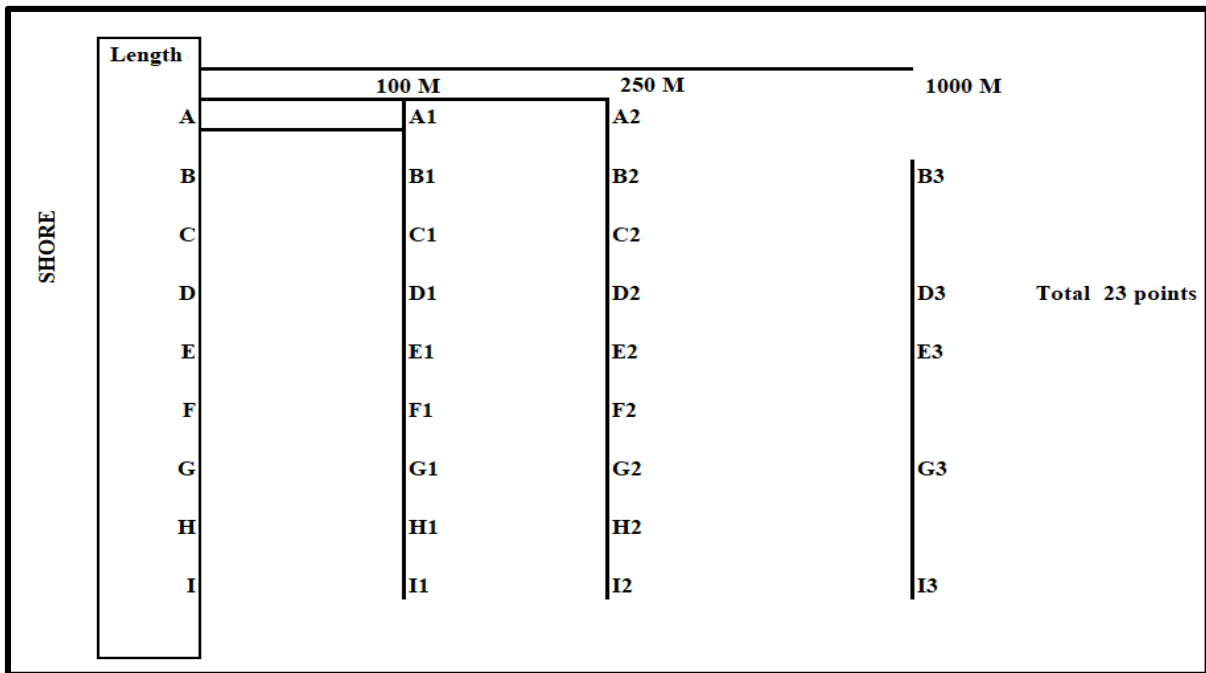 Length
100 M 250 M 1000 M
A A1 A2
B B1 B2 B3
C C1 C2
SHORE
D D1 D2 D3 Total 23 points
E E1 E2 E3
F F1 F2
G G1 G2 G3
H H1 H2
I I1 I2 I3